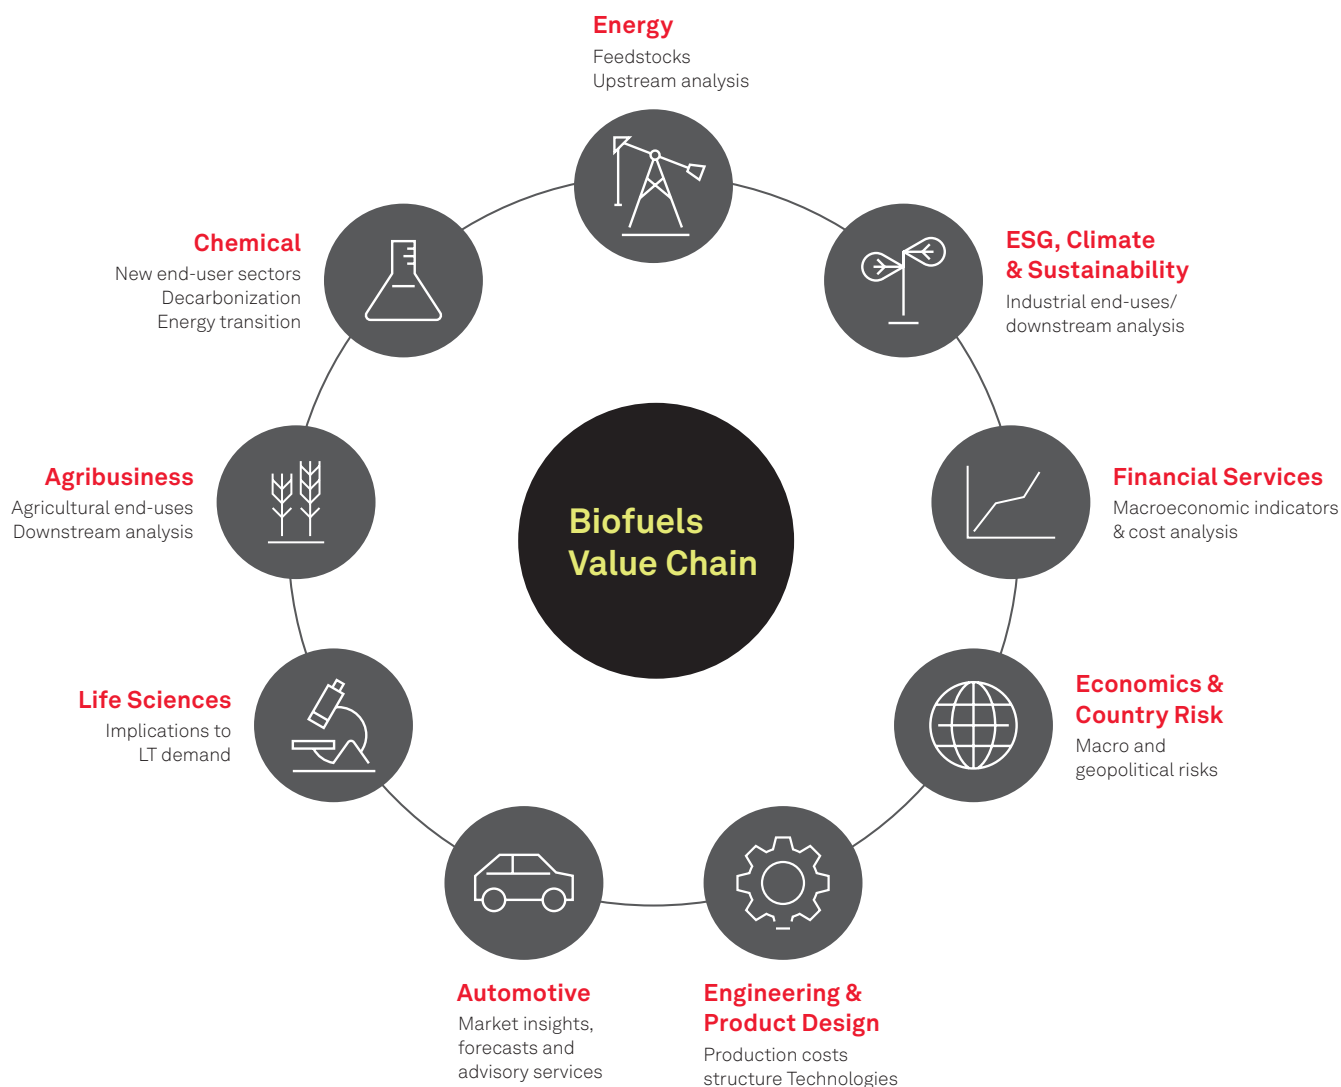 Energy
Feedstocks
Upstream analysis
Chemical
New end-user sectors
Decarbonization
Energy transition
ESG, Climate
& Sustainability
Industrial end-uses/
downstream analysis
Agribusiness
Agricultural end-uses
Downstream analysis
Biofuels
Value Chain
Financial Services
Macroeconomic indicators
& cost analysis
Life Sciences
Implications to
LT demand
Economics &
Country Risk
Macro and
geopolitical risks
Automotive
Market insights,
forecasts and
advisory services
Engineering &
Product Design
Production costs
structure Technologies